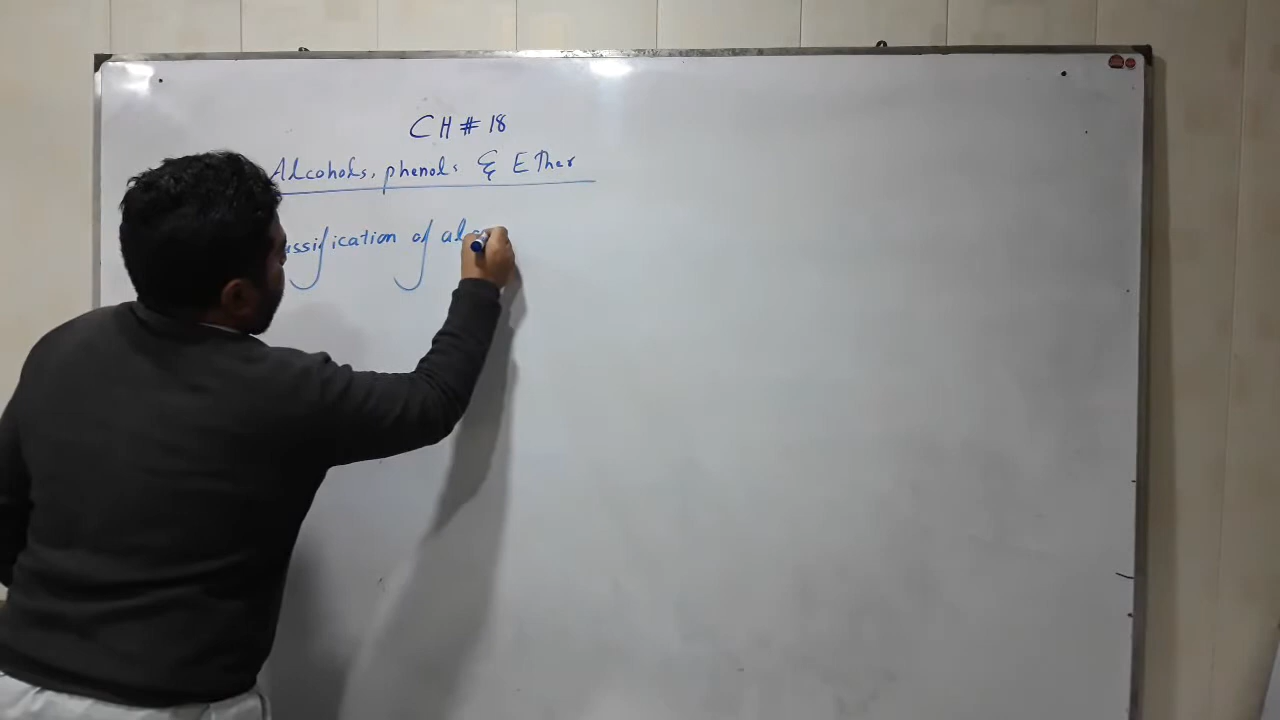 CH # 18
Alcohols, phenols & Ether
ssification of al